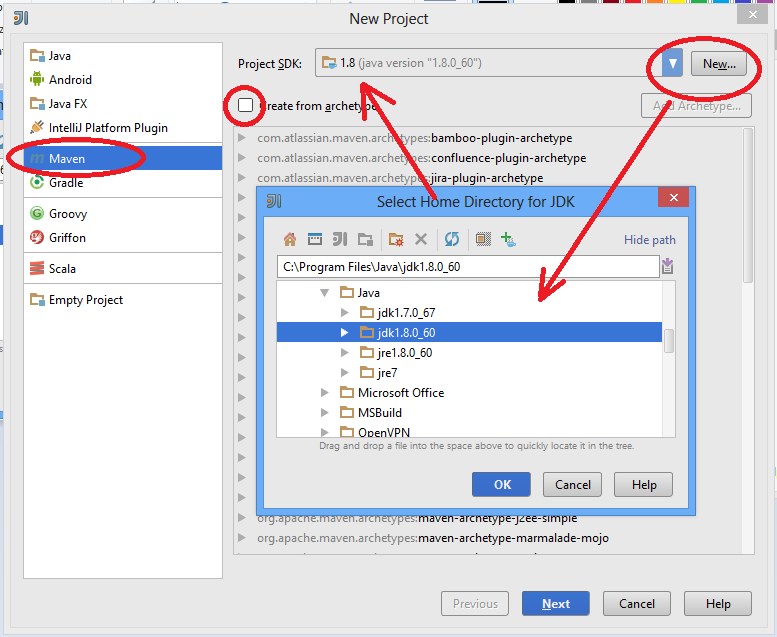 New Project
Java
Android
Java FX
IntelliJ Platform Plugin
Maven
Gradle
Groovy
Griffon
Scala
Empty Project
Project SDK:
1.8 (java version "1.8.0_60")
New...
Create from archetype
Add Archetype...
com.atlassian.maven.archetypes:bamboo-plugin-archetype
com.atlassian.maven.archetypes:confluence-plugin-archetype
com.atlassian.maven.archetypes:jira-plugin-archetype
Select Home Directory for JDK
Hide path
C:\Program Files\Java\jdk1.8.0_60
Java
jdk1.7.0_67
jdk1.8.0_60
jre1.8.0_60
jre7
Microsoft Office
MSBuild
OpenVPN
Drag and drop a file into the space above to quickly locate it in the tree.
OK
Cancel
Help
org.apache.maven.archetypes:maven-archetype-j2ee-simple
org.apache.maven.archetypes:maven-archetype-marmalade-mojo
Previous
Next
Cancel
Help